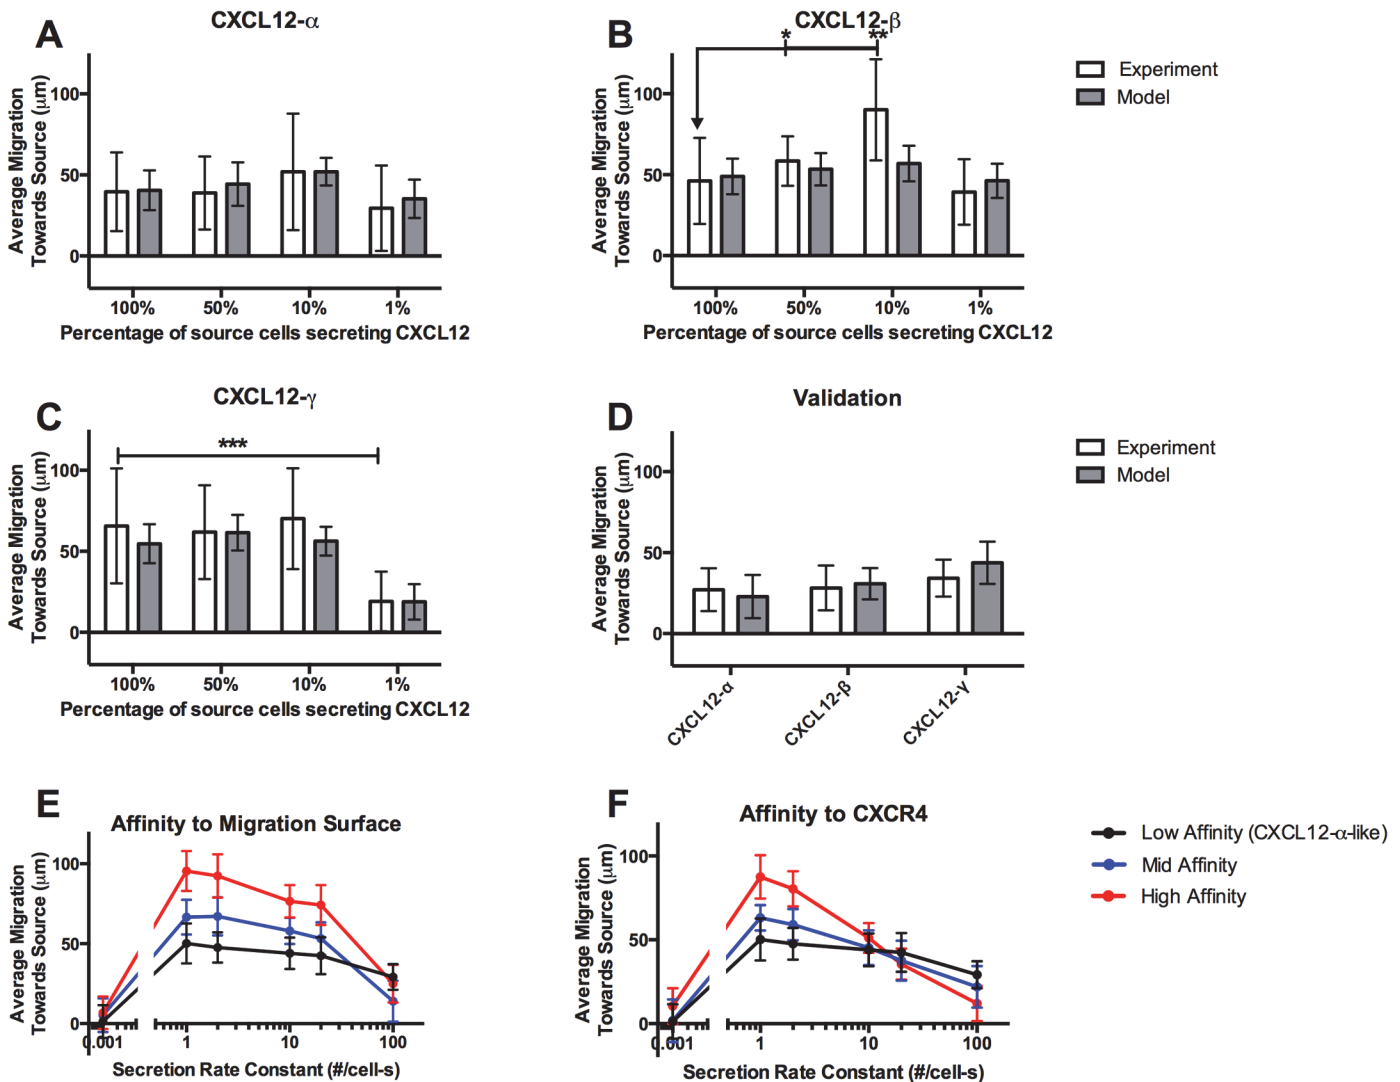 A
CXCL12-α
Average Migration
Towards Source (μm)
100
50
0
100% 50% 10% 1%
Percentage of source cells secreting CXCL12
B
CXCL12-β
* **
Average Migration
Towards Source (μm)
100
50
0
100% 50% 10% 1%
Percentage of source cells secreting CXCL12
Experiment
Model
C
CXCL12-γ
***
Average Migration
Towards Source (μm)
100
50
0
100% 50% 10% 1%
Percentage of source cells secreting CXCL12
D
Validation
Average Migration
Towards Source (μm)
100
50
0
CXCL12-α
CXCL12-β
CXCL12-γ
Experiment
Model
E
Affinity to Migration Surface
Average Migration
Towards Source (μm)
100
50
0
0.001 1 10 100
Secretion Rate Constant (#/cell-s)
F
Affinity to CXCR4
Average Migration
Towards Source (μm)
100
50
0
0.001 1 10 100
Secretion Rate Constant (#/cell-s)
Low Affinity (CXCL12-α-like)
Mid Affinity
High Affinity